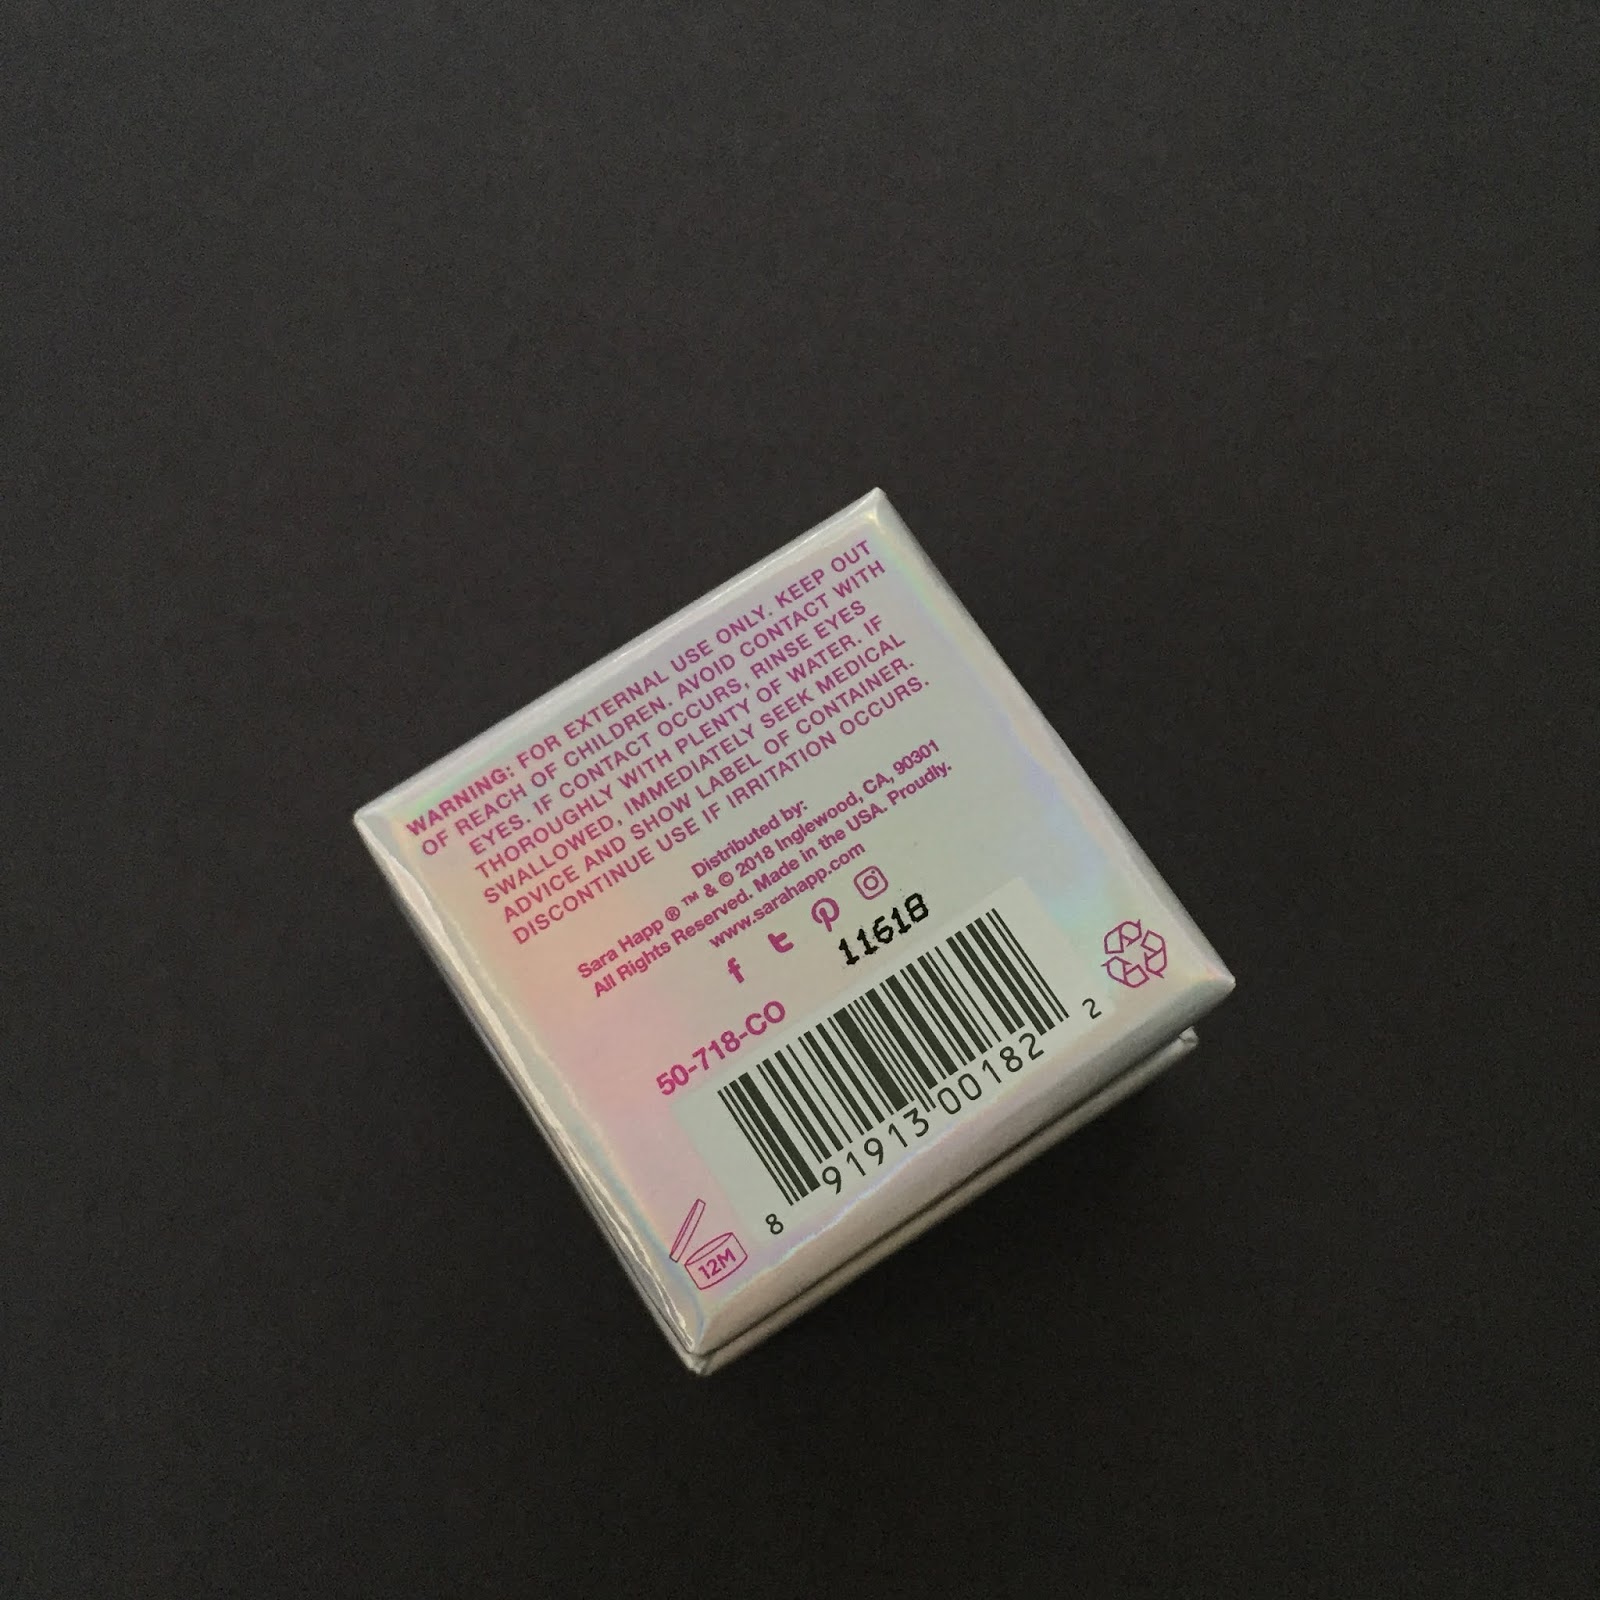 WARNING: FOR EXTERNAL USE ONLY. KEEP OUT
OF REACH OF CHILDREN. AVOID CONTACT WITH
EYES. IF CONTACT OCCURS, RINSE EYES
THOROUGHLY WITH PLENTY OF WATER. IF
SWALLOWED, IMMEDIATELY SEEK MEDICAL
ADVICE AND SHOW LABEL OF CONTAINER.
DISCONTINUE USE IF IRRITATION OCCURS.
Distributed by:
Sara Happ ® ™ & © 2018 Inglewood, CA, 90301
All Rights Reserved. Made in the USA. Proudly.
www.sarahapp.com
11618
50-718-CO
8 91913 00182 2
12M